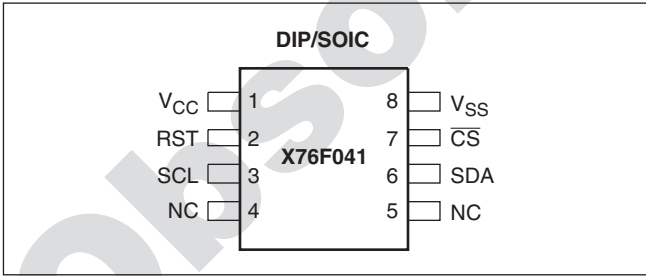 DIP/SOIC
VCC 1 8 VSS
RST 2 7 CS
X76F041
SCL 3 6 SDA
NC 4 5 NC
Obsol